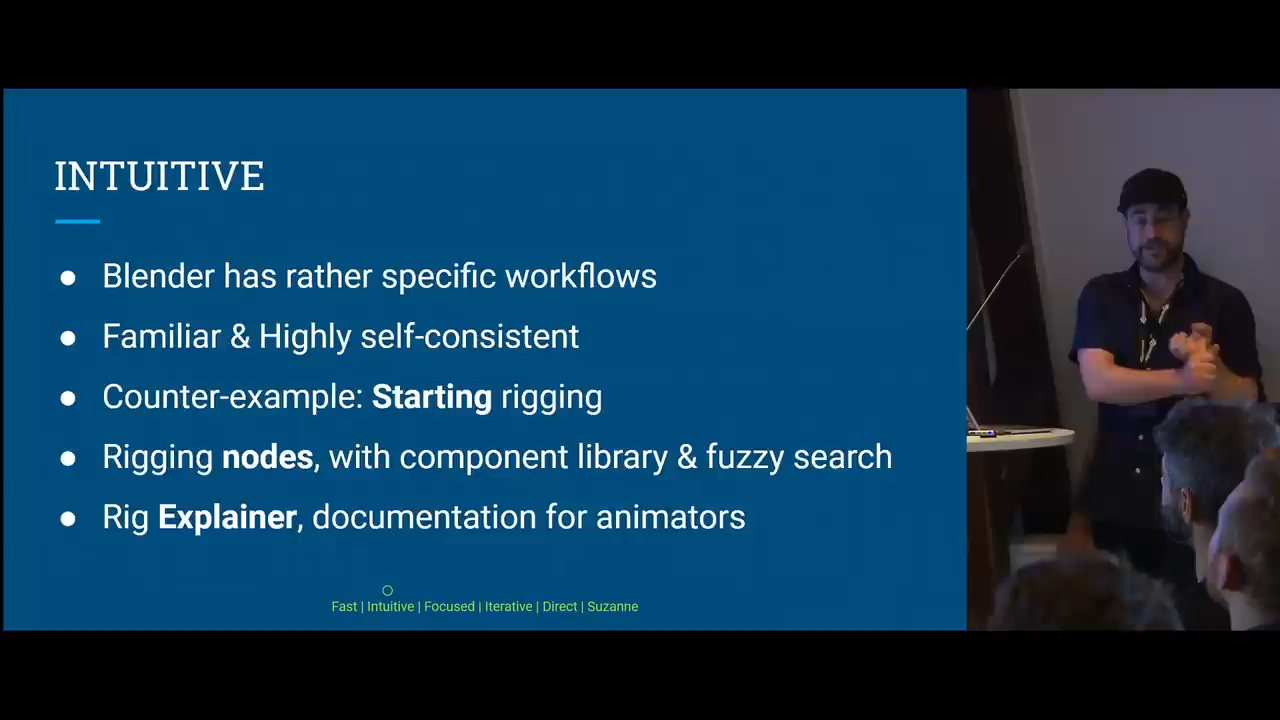 INTUITIVE
● Blender has rather specific workflows
● Familiar & Highly self-consistent
● Counter-example: Starting rigging
● Rigging nodes, with component library & fuzzy search
● Rig Explainer, documentation for animators
Fast | Intuitive | Focused | Iterative | Direct | Suzanne